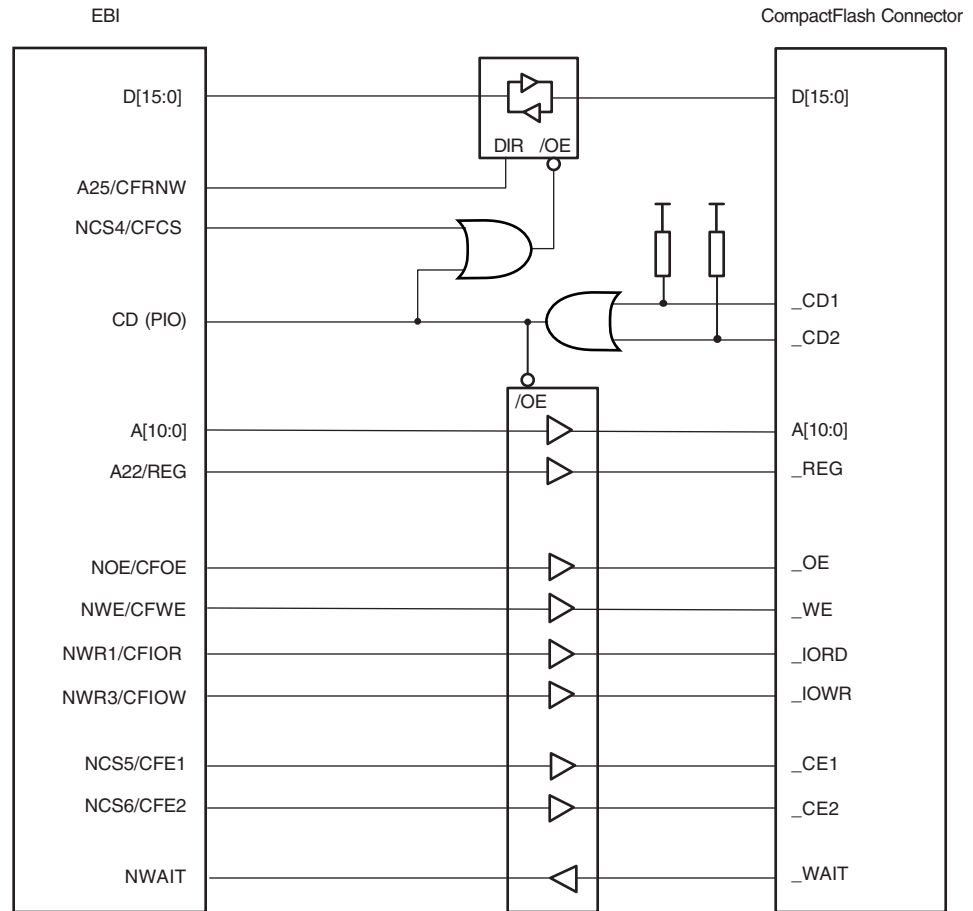 EBI CompactFlash Connector
D[15:0] D[15:0]
DIR /OE
A25/CFRNW
NCS4/CFCS
_CD1
CD (PIO)
_CD2
/OE
A[10:0] A[10:0]
A22/REG _REG
NOE/CFOE _OE
NWE/CFWE _WE
NWR1/CFIOR _IORD
NWR3/CFIOW _IOWR
NCS5/CFE1 _CE1
NCS6/CFE2 _CE2
NWAIT _WAIT